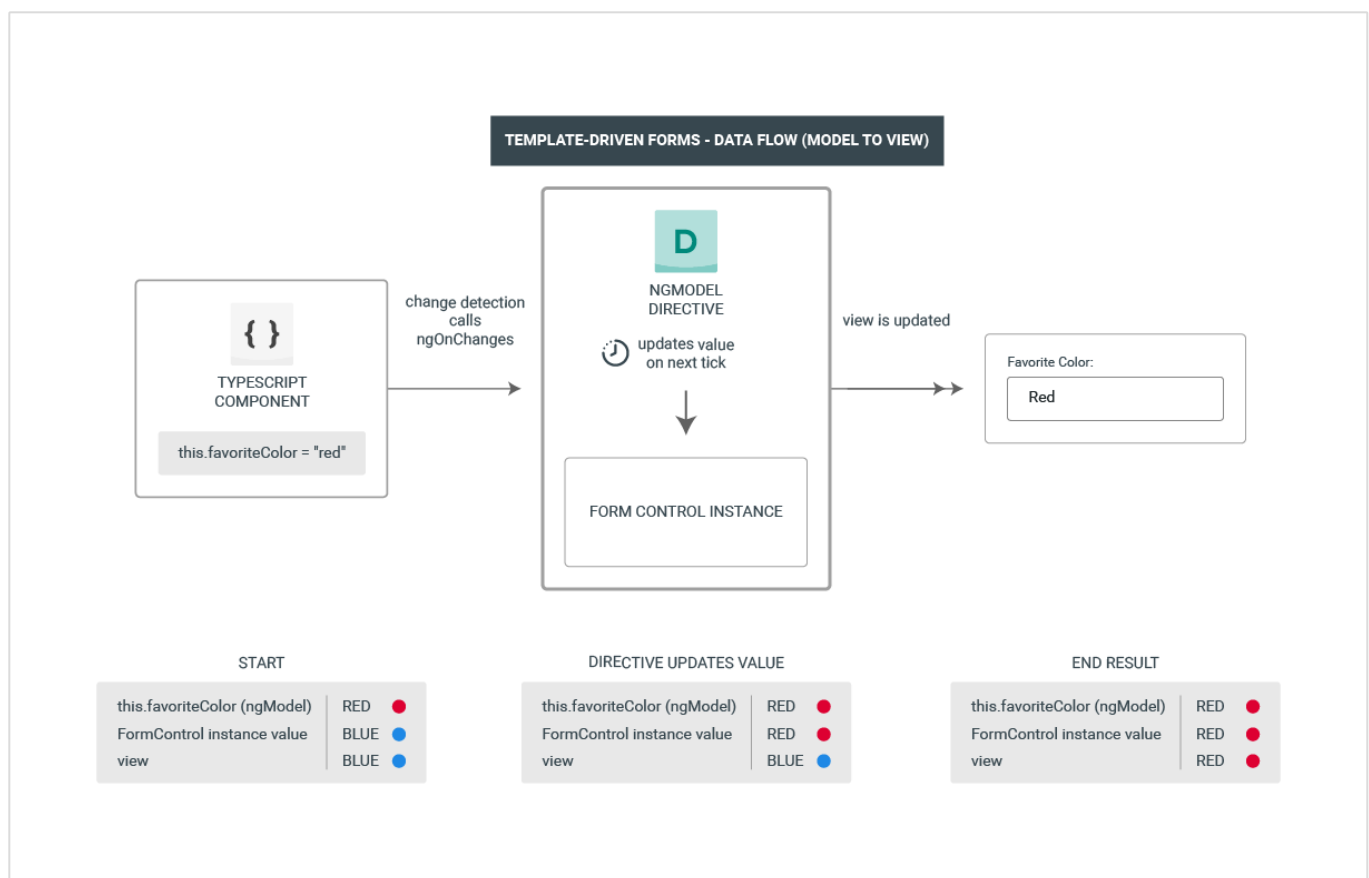 TEMPLATE-DRIVEN FORMS - DATA FLOW (MODEL TO VIEW)
{ }
TYPESCRIPT
COMPONENT
this.favoriteColor = "red"
change detection
calls
ngOnChanges
D
NGMODEL
DIRECTIVE
updates value
on next tick
FORM CONTROL INSTANCE
view is updated
Favorite Color:
Red
START
this.favoriteColor (ngModel) RED
FormControl instance value BLUE
view BLUE
DIRECTIVE UPDATES VALUE
this.favoriteColor (ngModel) RED
FormControl instance value RED
view BLUE
END RESULT
this.favoriteColor (ngModel) RED
FormControl instance value RED
view RED